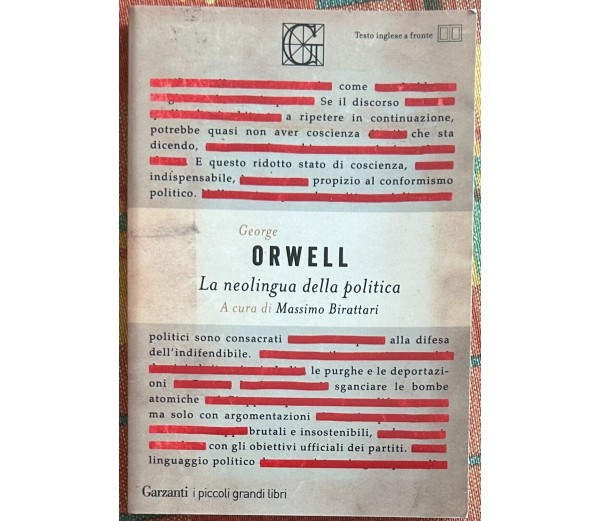 G
Testo inglese a fronte
come
Se il discorso
a ripetere in continuazione,
potrebbe quasi non aver coscienza che sta
dicendo,
E questo ridotto stato di coscienza,
indispensabile, propizio al conformismo
politico.
George
ORWELL
La neolingua della politica
A cura di Massimo Birattari
politici sono consacrati alla difesa
dell'indifendibile.
le purghe e le deportazi-
oni sganciare le bombe
atomiche
ma solo con argomentazioni
brutali e insostenibili,
con gli obiettivi ufficiali dei partiti.
linguaggio politico
Garzanti i piccoli grandi libri